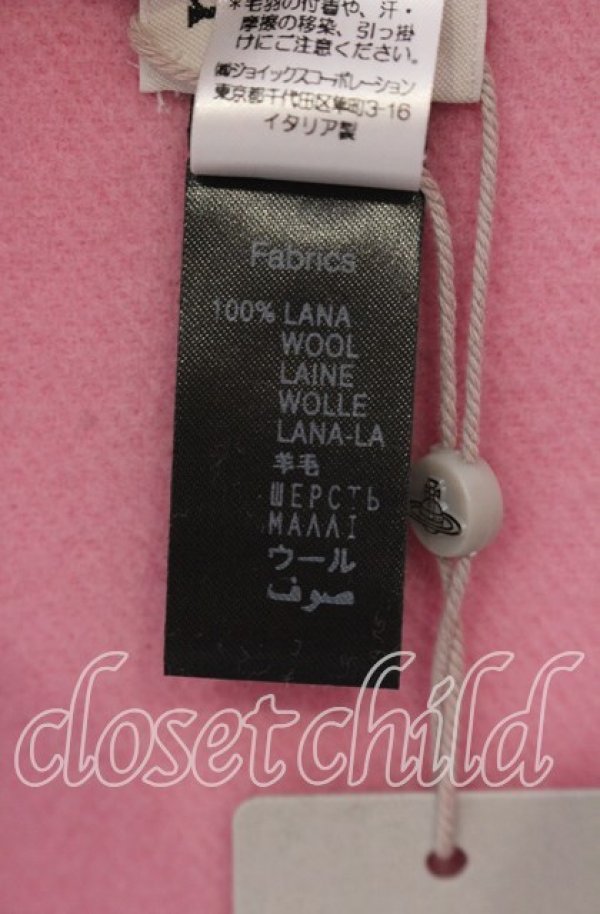 *毛羽の付着や、汗・
摩擦の移染、引っ掛
けにご注意ください。
㈱ジョイックスコーポレーション
東京都千代田区隼町3-16
イタリア製
Fabrics
100% LANA
WOOL
LAINE
WOLLE
LANA-LA
羊毛
ШЕРСТЬ
ΜΑΛΛΙ
ウール
صوف
closet child